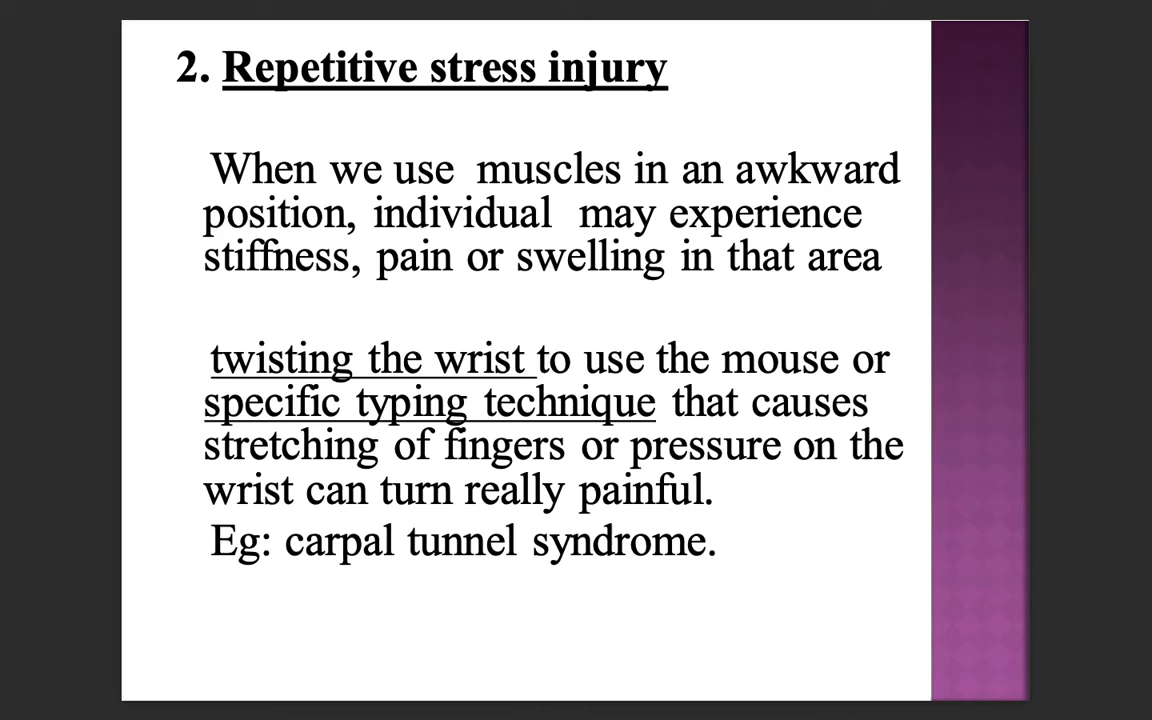 2. Repetitive stress injury
When we use muscles in an awkward
position, individual may experience
stiffness, pain or swelling in that area
twisting the wrist to use the mouse or
specific typing technique that causes
stretching of fingers or pressure on the
wrist can turn really painful.
Eg: carpal tunnel syndrome.